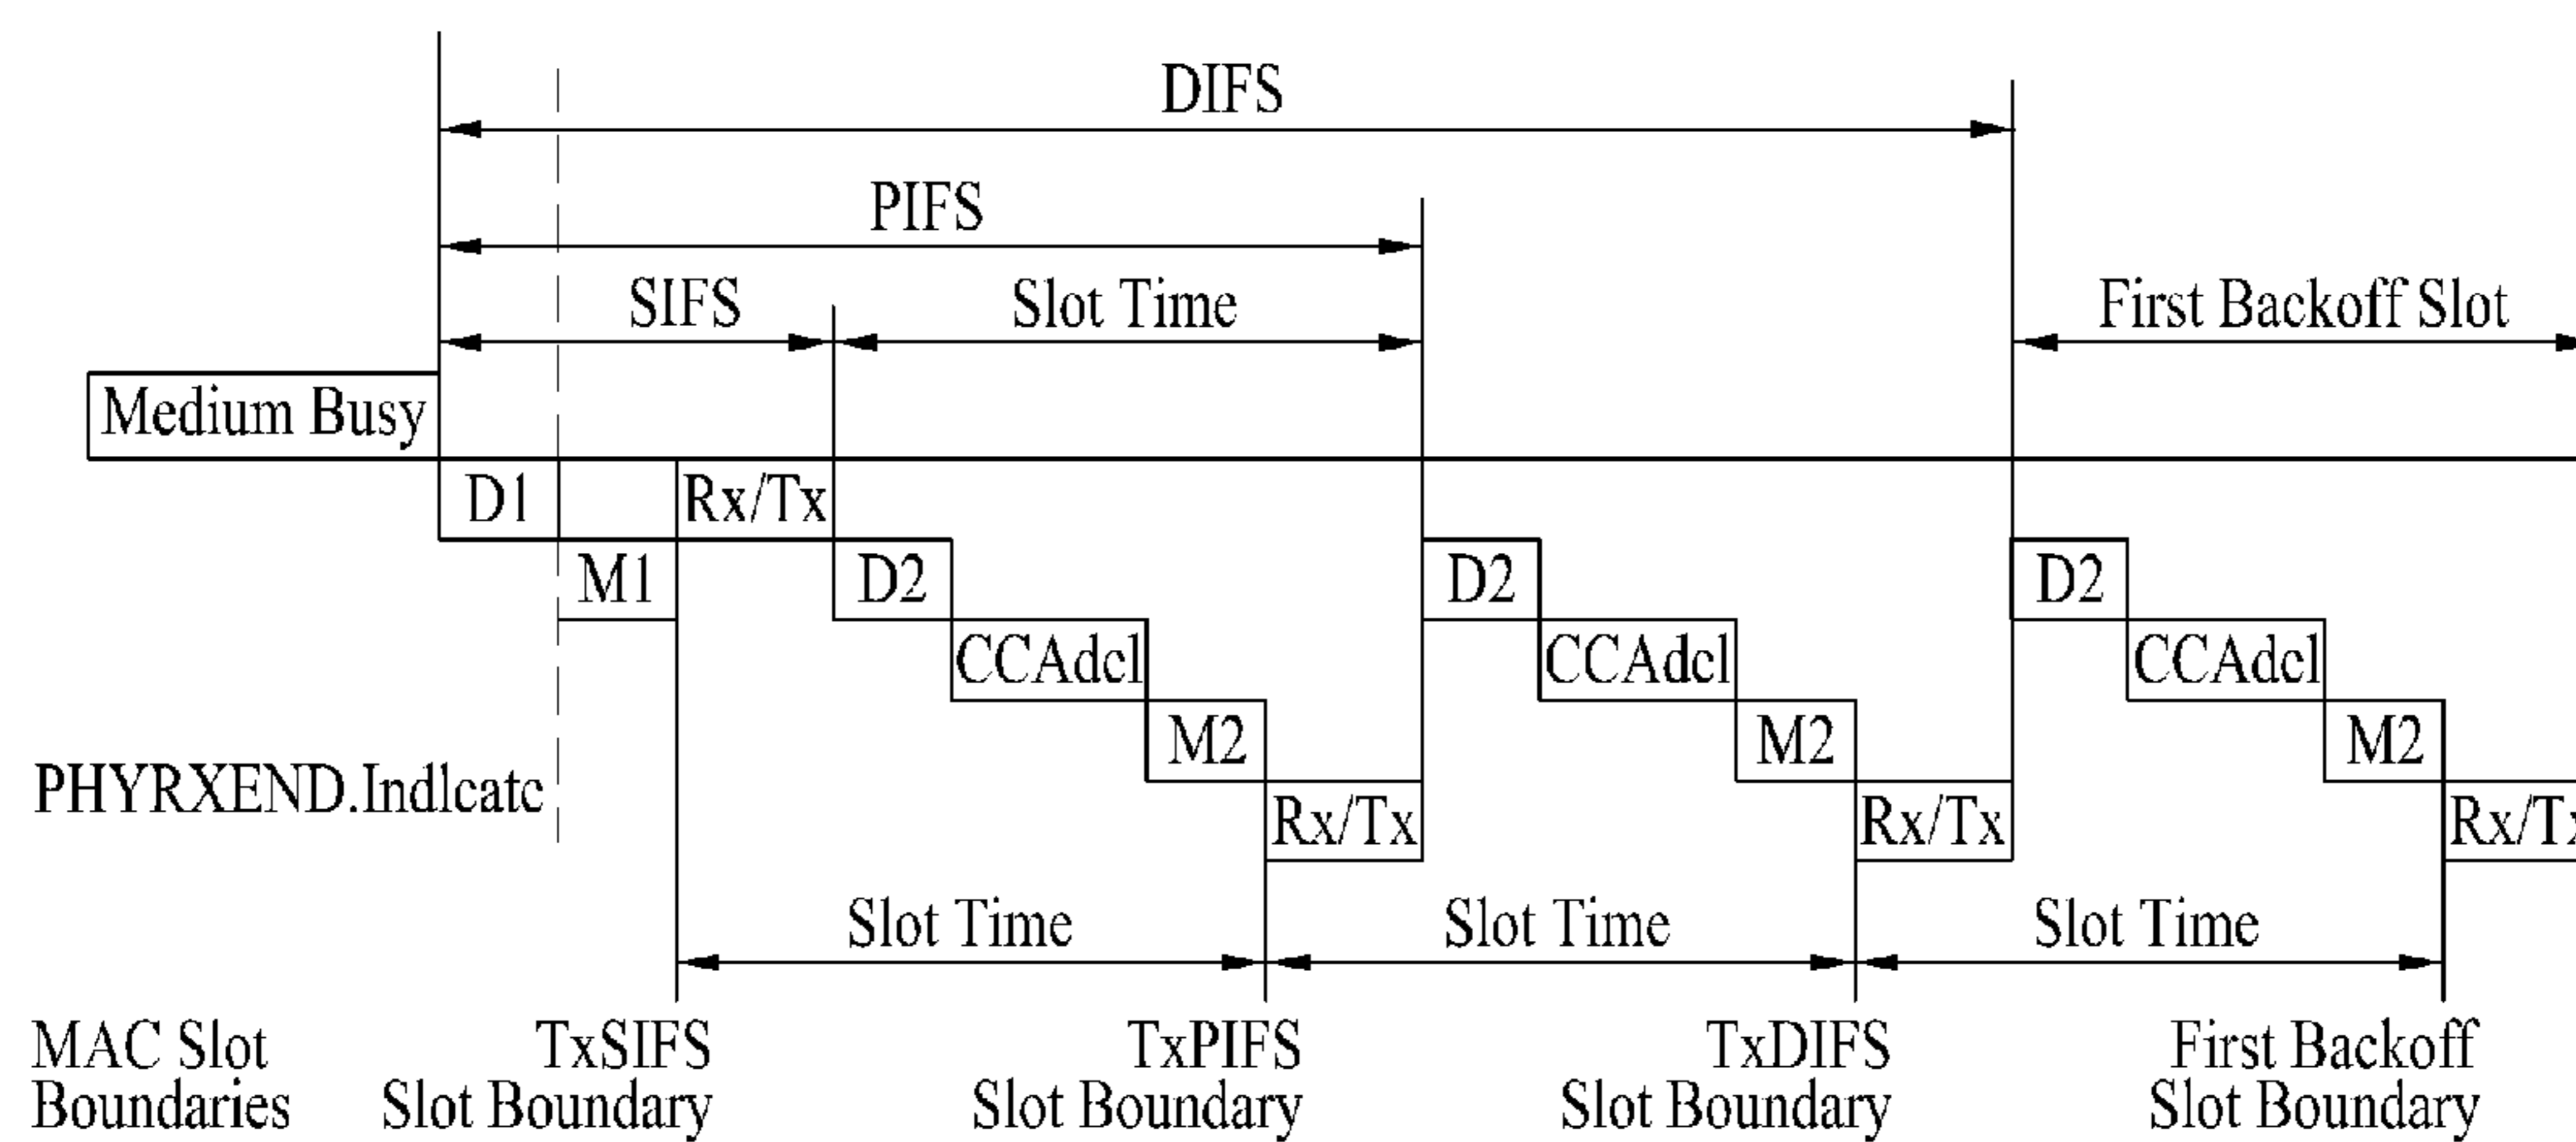 DIFS
PIFS
SIFS
Slot Time
First Backoff Slot
Medium Busy
D1
Rx/Tx
M1
D2
D2
D2
CCAdcl
CCAdcl
CCAdcl
M2
M2
M2
PHYRXEND.Indlcatc
Rx/Tx
Rx/Tx
Rx/Tx
Slot Time
Slot Time
Slot Time
MAC Slot
Boundaries
TxSIFS
Slot Boundary
TxPIFS
Slot Boundary
TxDIFS
Slot Boundary
First Backoff
Slot Boundary